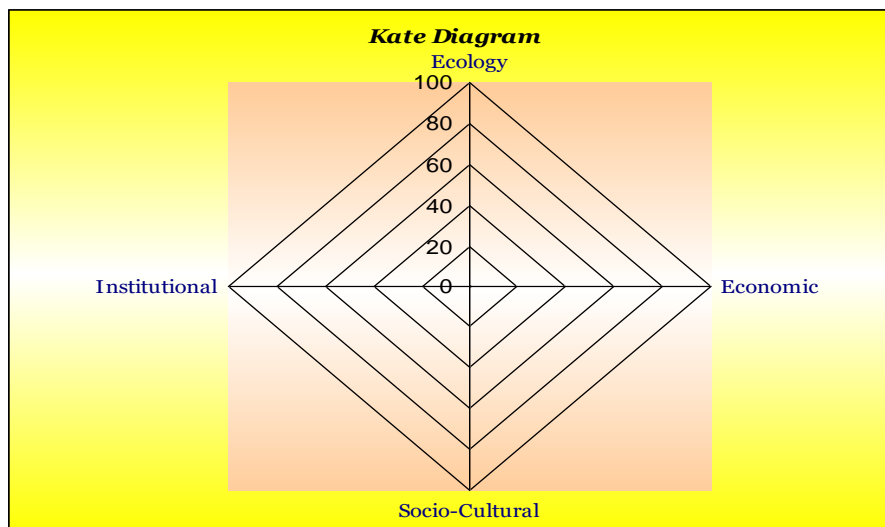 Kate Diagram
Ecology
100
80
60
40
20
Institutional
0
Economic
Socio-Cultural